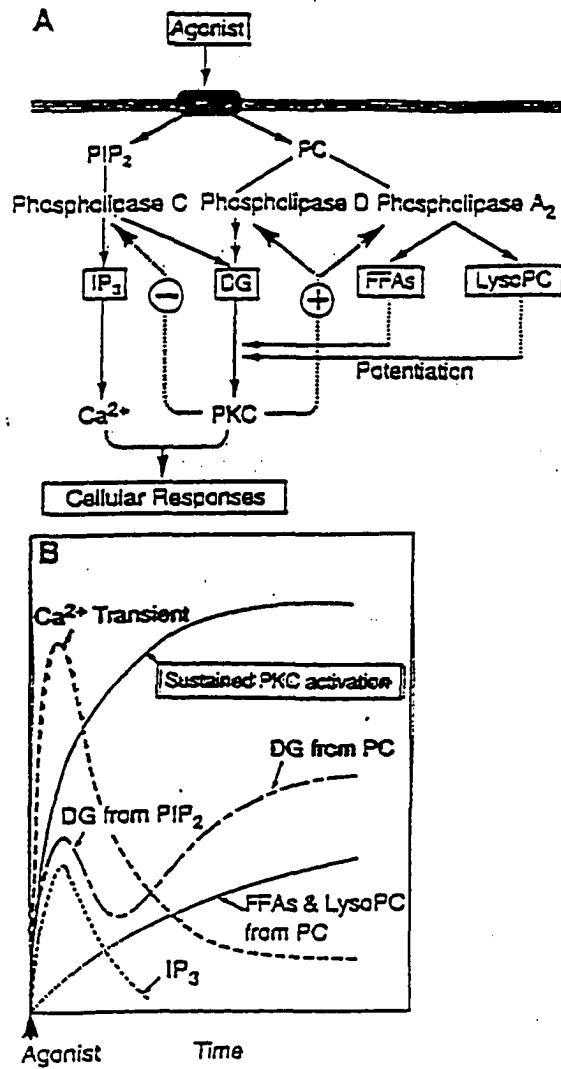 A
Agonist
PIP₂
PC
Phospholipase C Phospholipase D Phospholipase A₂
IP₃
−
DG
+
FFAs
LysoPC
Potentiation
Ca²⁺
PKC
Cellular Responses
B
Ca²⁺ Transient
Sustained PKC activation
DG from PC
DG from PIP₂
FFAs & LysoPC
from PC
IP₃
Agonist
Time